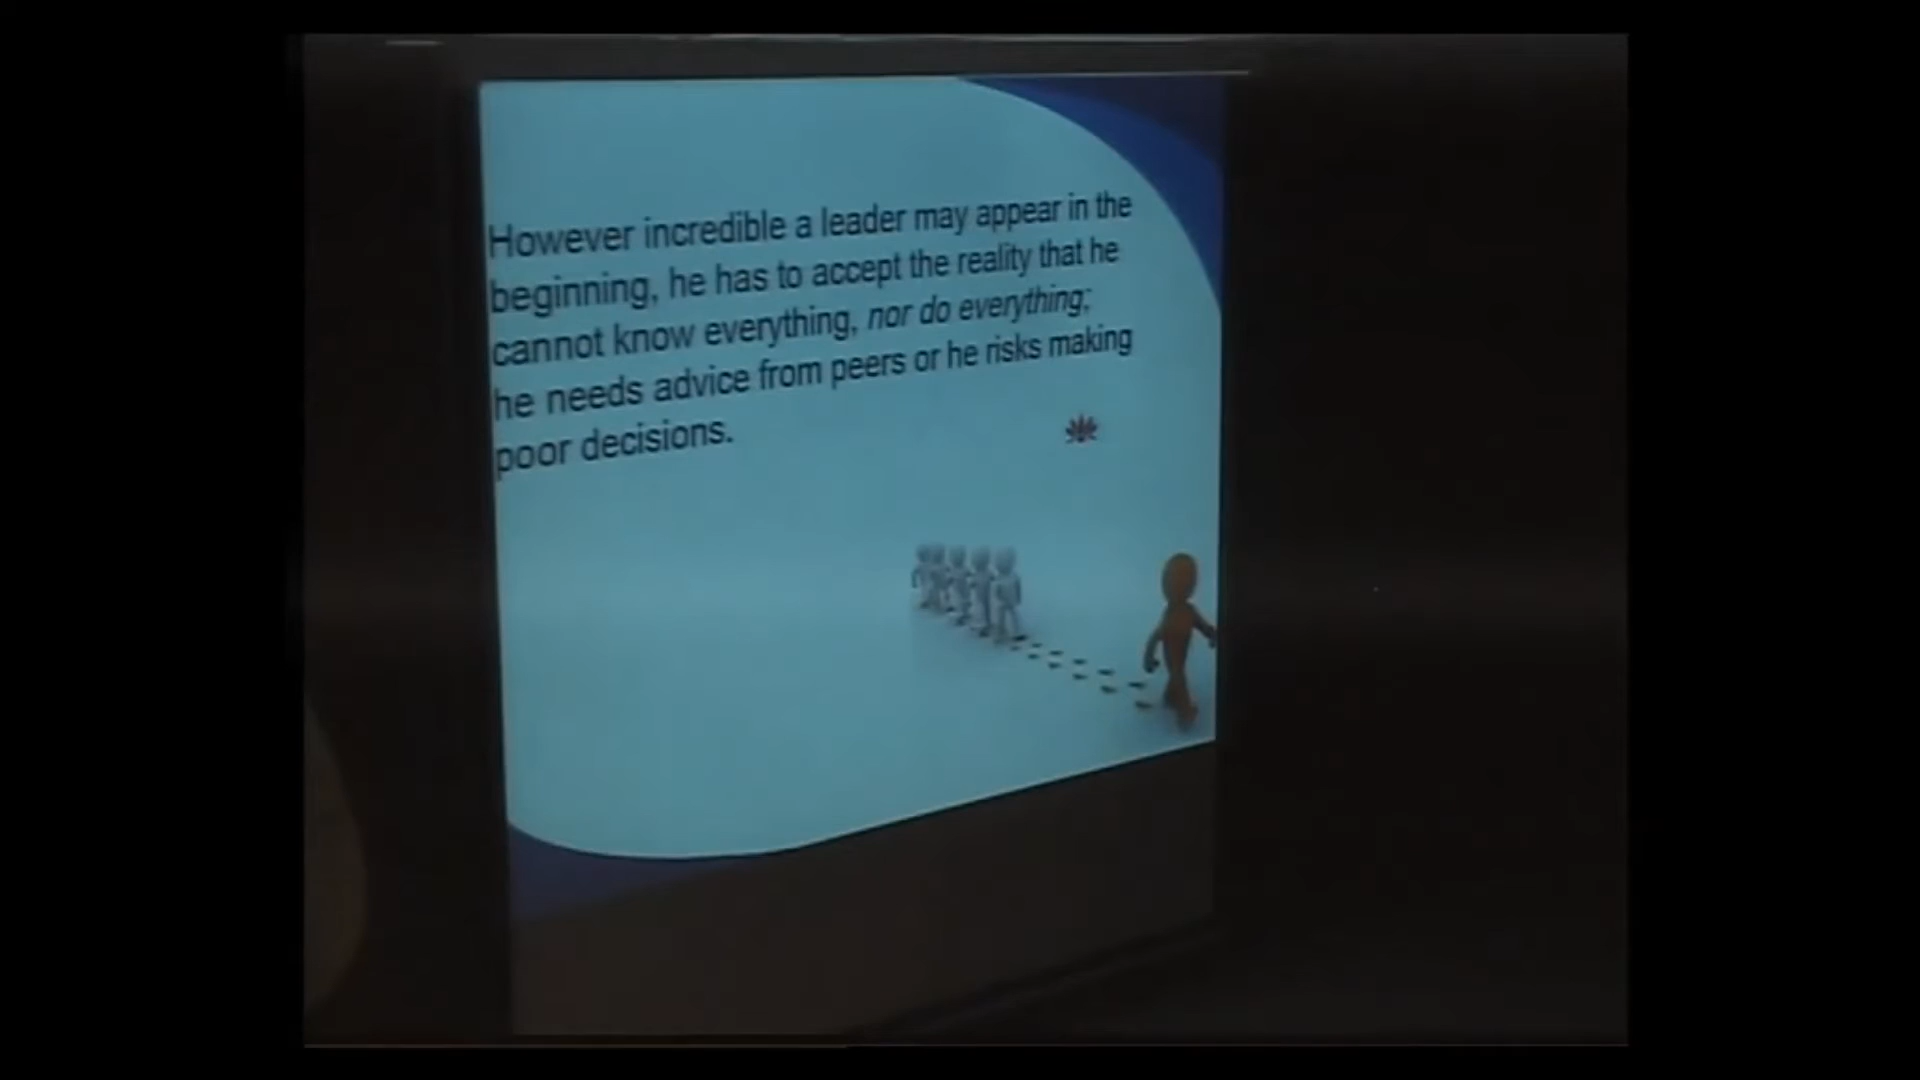 However incredible a leader may appear in the
beginning, he has to accept the reality that he
cannot know everything, nor do everything;
he needs advice from peers or he risks making
poor decisions.